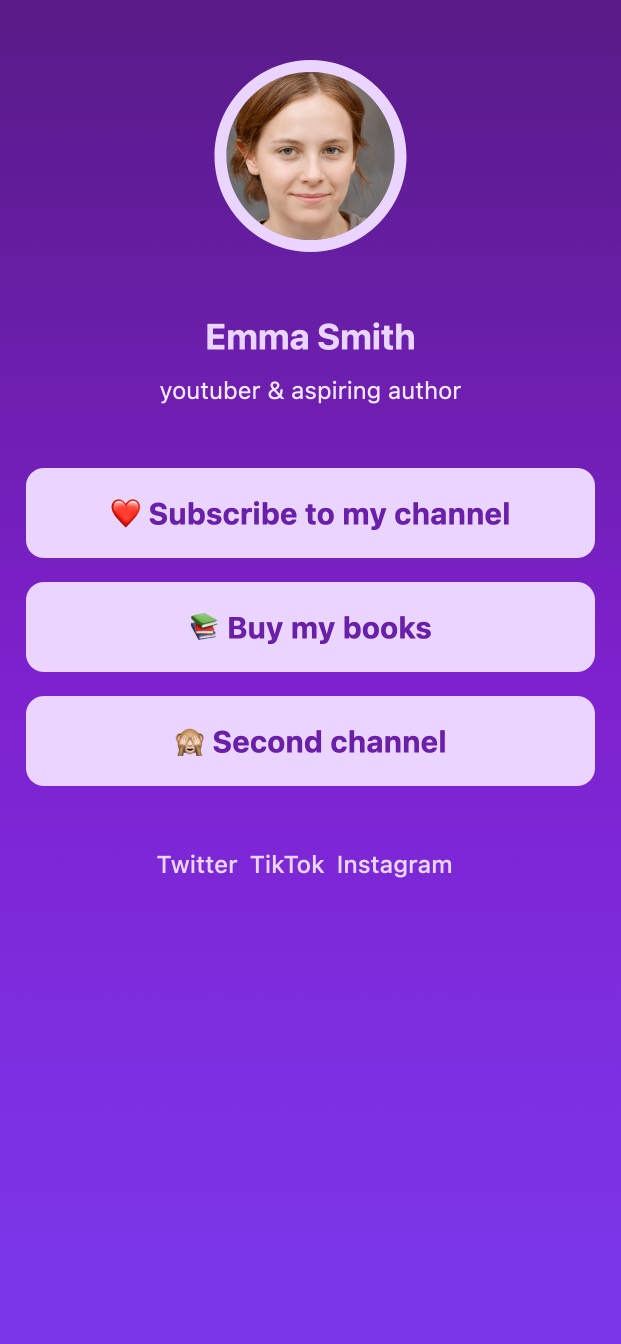 Emma Smith
youtuber & aspiring author
❤️ Subscribe to my channel
📚 Buy my books
🙈 Second channel
Twitter TikTok Instagram